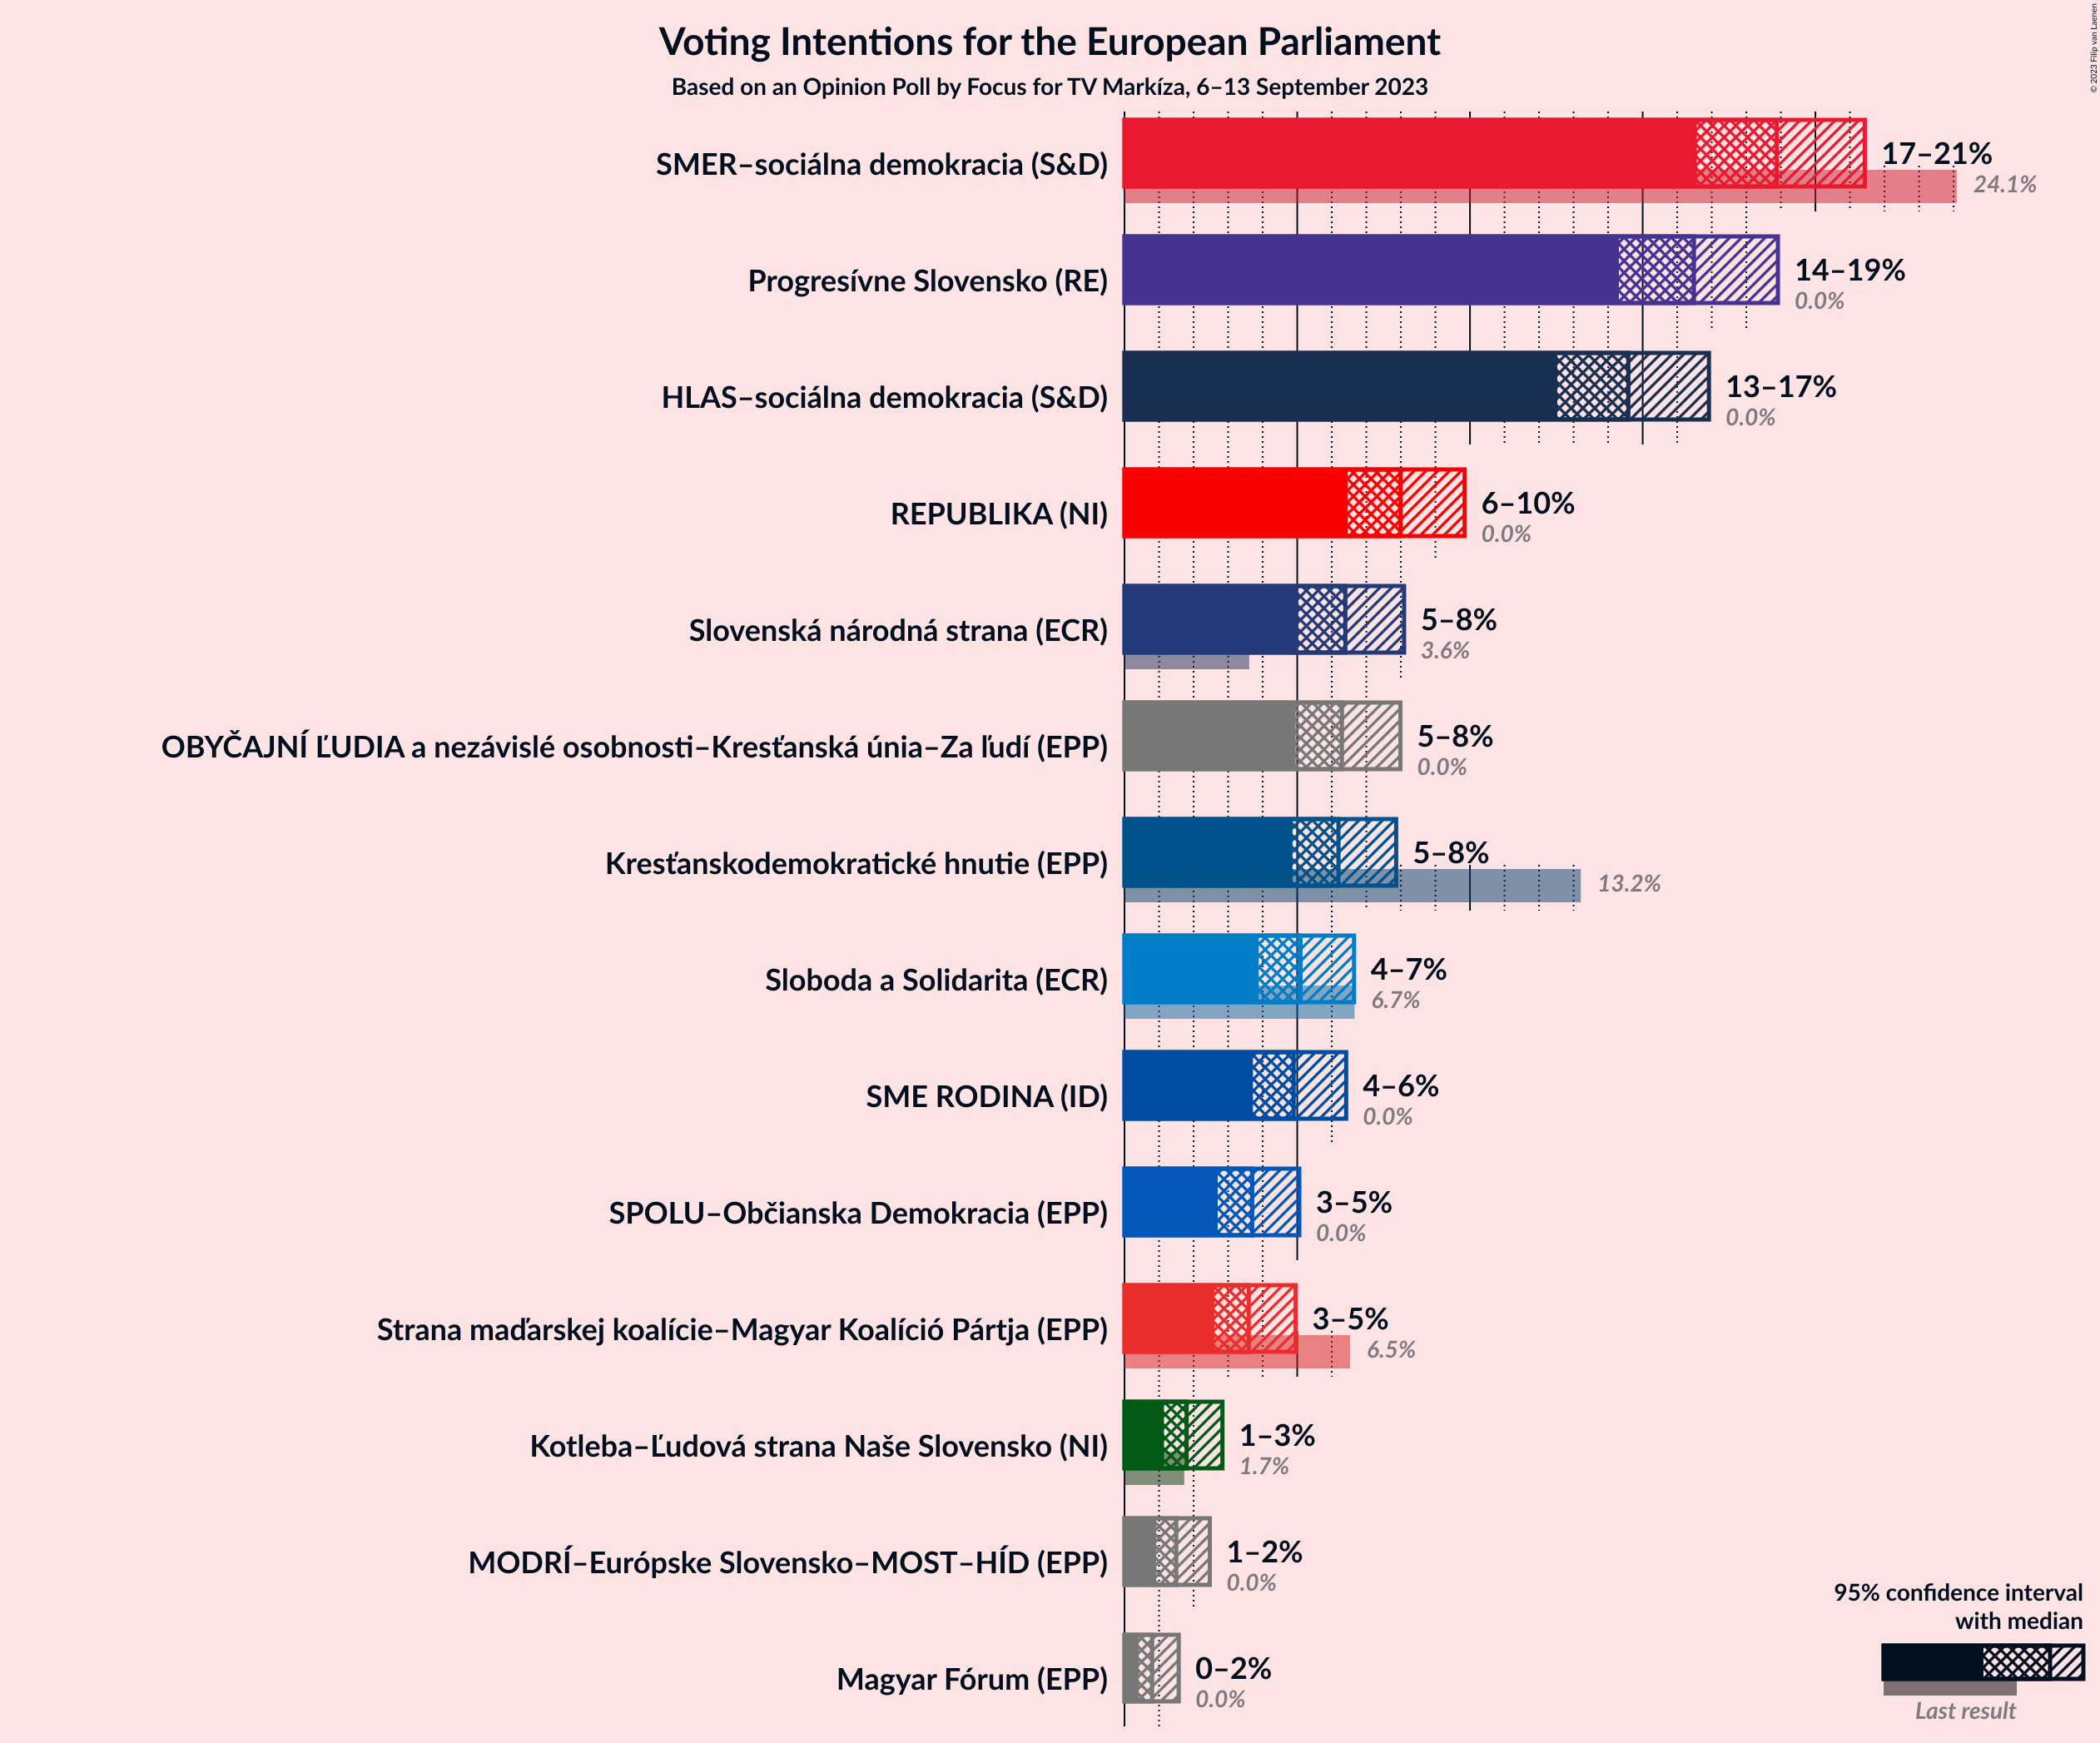 Voting Intentions for the European Parliament
Based on an Opinion Poll by Focus for TV Markíza, 6–13 September 2023
© 2023 Filip van Laenen
SMER–sociálna demokracia (S&D)
17–21%
24.1%
Progresívne Slovensko (RE)
14–19%
0.0%
HLAS–sociálna demokracia (S&D)
13–17%
0.0%
REPUBLIKA (NI)
6–10%
0.0%
Slovenská národná strana (ECR)
5–8%
3.6%
OBYČAJNÍ ĽUDIA a nezávislé osobnosti–Kresťanská únia–Za ľudí (EPP)
5–8%
0.0%
Kresťanskodemokratické hnutie (EPP)
5–8%
13.2%
Sloboda a Solidarita (ECR)
4–7%
6.7%
SME RODINA (ID)
4–6%
0.0%
SPOLU–Občianska Demokracia (EPP)
3–5%
0.0%
Strana maďarskej koalície–Magyar Koalíció Pártja (EPP)
3–5%
6.5%
Kotleba–Ľudová strana Naše Slovensko (NI)
1–3%
1.7%
MODRÍ–Európske Slovensko–MOST–HÍD (EPP)
1–2%
0.0%
Magyar Fórum (EPP)
0–2%
0.0%
95% confidence interval
with median
Last result